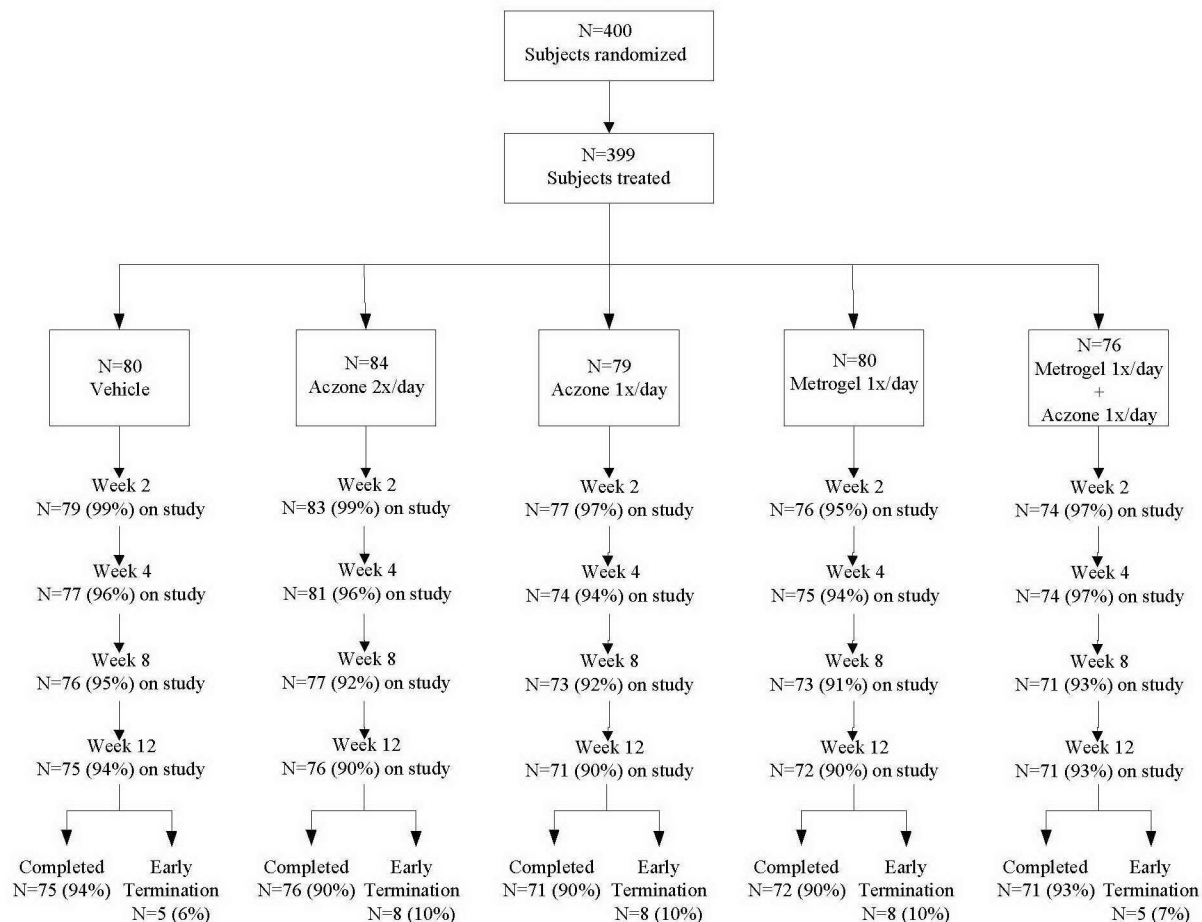 N=400
Subjects randomized
N=399
Subjects treated
N=80
Vehicle
N=84
Aczone 2x/day
N=79
Aczone 1x/day
N=80
Metrogel 1x/day
N=76
Metrogel 1x/day
+
Aczone 1x/day
Week 2
N=79 (99%) on study
Week 2
N=83 (99%) on study
Week 2
N=77 (97%) on study
Week 2
N=76 (95%) on study
Week 2
N=74 (97%) on study
Week 4
N=77 (96%) on study
Week 4
N=81 (96%) on study
Week 4
N=74 (94%) on study
Week 4
N=75 (94%) on study
Week 4
N=74 (97%) on study
Week 8
N=76 (95%) on study
Week 8
N=77 (92%) on study
Week 8
N=73 (92%) on study
Week 8
N=73 (91%) on study
Week 8
N=71 (93%) on study
Week 12
N=75 (94%) on study
Week 12
N=76 (90%) on study
Week 12
N=71 (90%) on study
Week 12
N=72 (90%) on study
Week 12
N=71 (93%) on study
Completed
N=75 (94%)
Early
Termination
N=5 (6%)
Completed
N=76 (90%)
Early
Termination
N=8 (10%)
Completed
N=71 (90%)
Early
Termination
N=8 (10%)
Completed
N=72 (90%)
Early
Termination
N=8 (10%)
Completed
N=71 (93%)
Early
Termination
N=5 (7%)